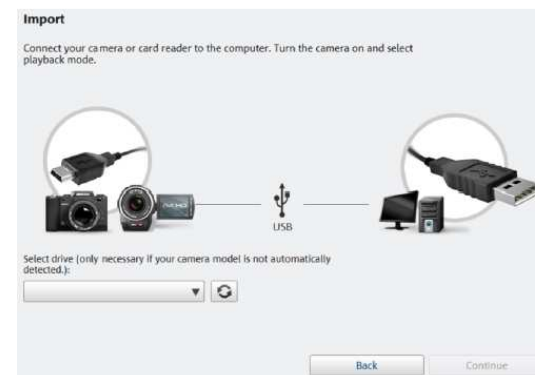 Import
Connect your camera or card reader to the computer. Turn the camera on and select
playback mode.
USB
Select drive (only necessary if your camera model is not automatically
detected.):
Back
Continue